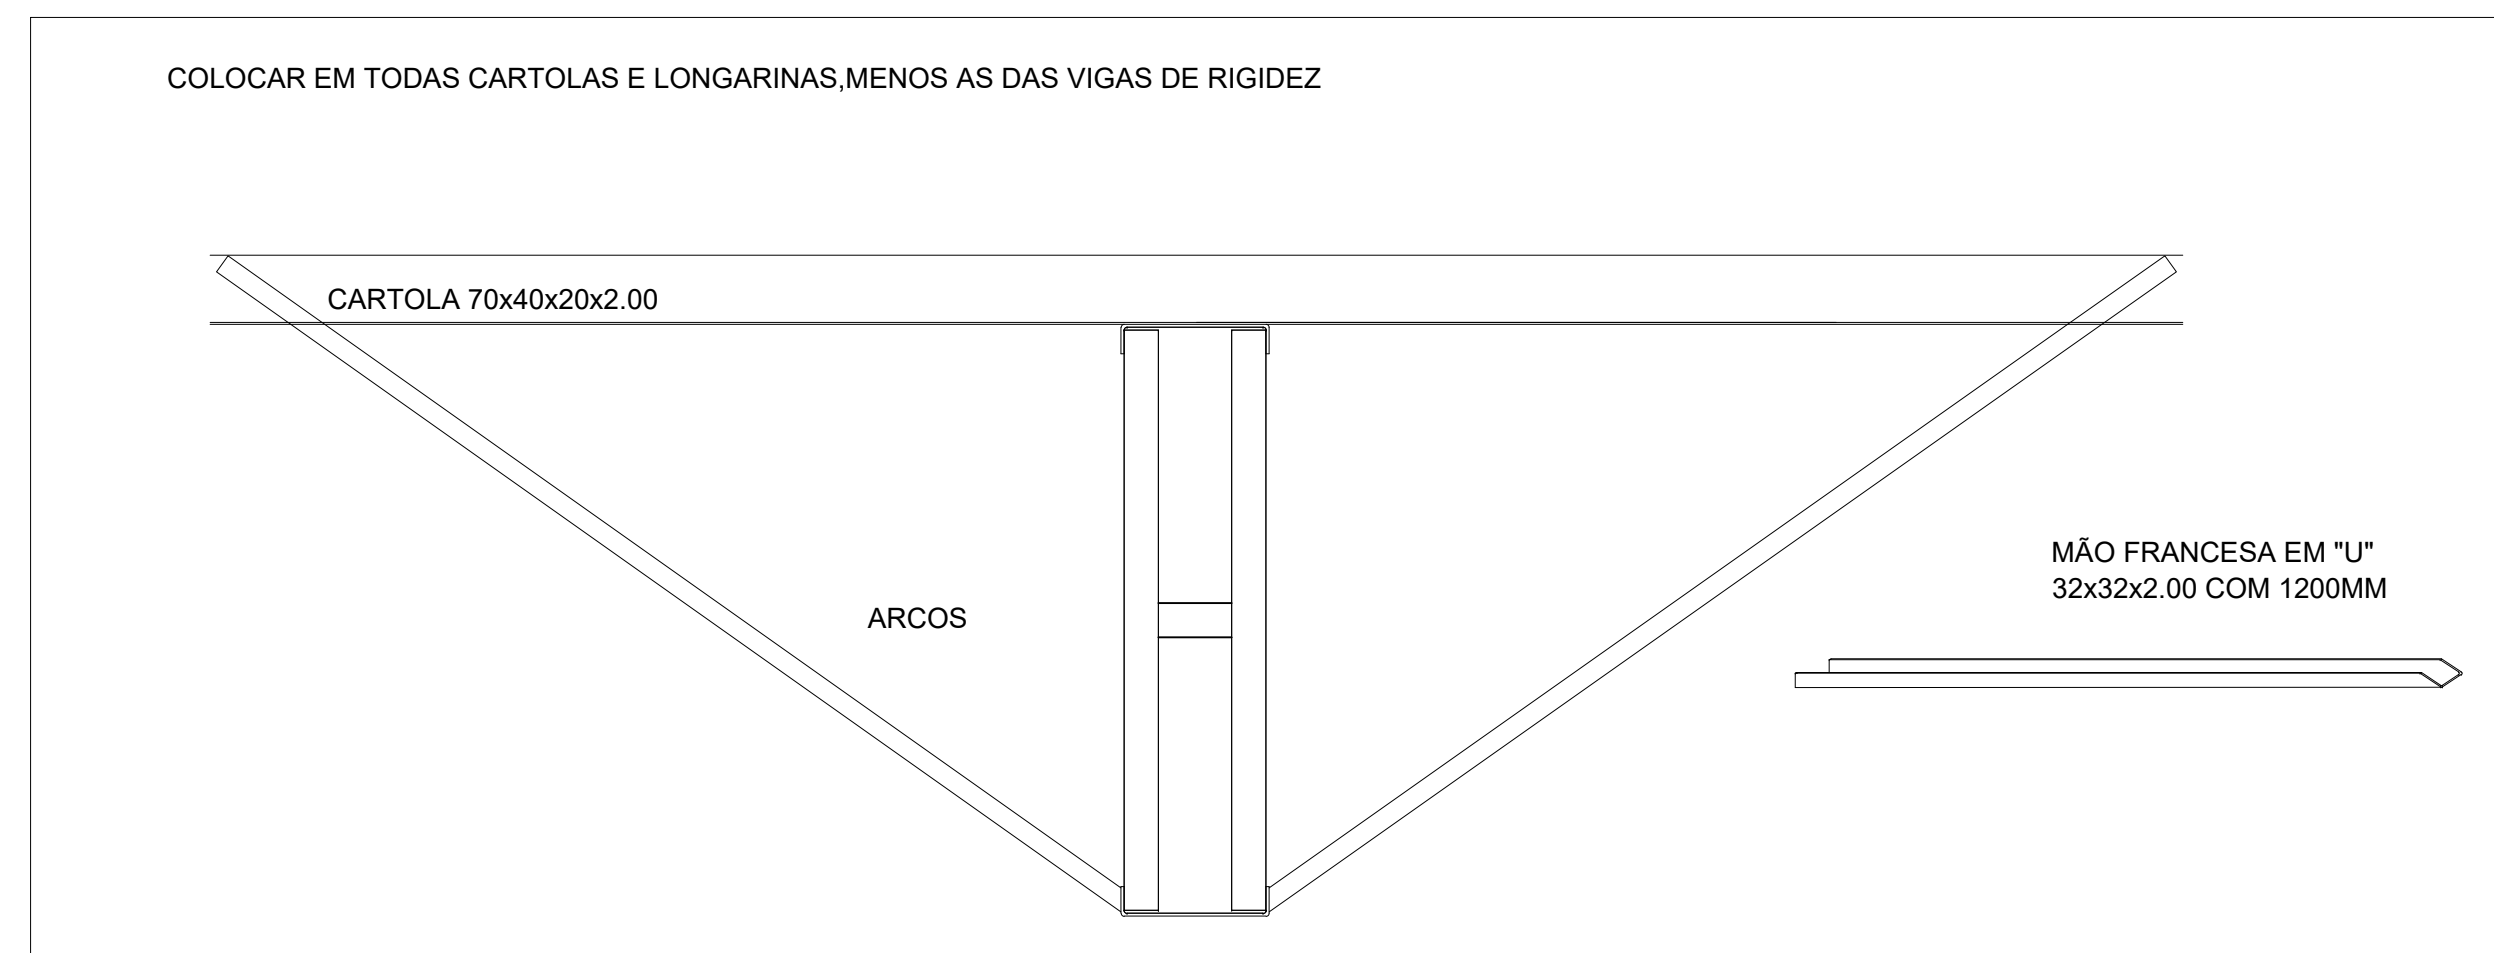 COLOCAR EM TODAS CARTOLAS E LONGARINAS,MENOS AS DAS VIGAS DE RIGIDEZ
CARTOLA 70x40x20x2.00
MÃO FRANCESA EM "U"
32x32x2.00 COM 1200MM
ARCOS